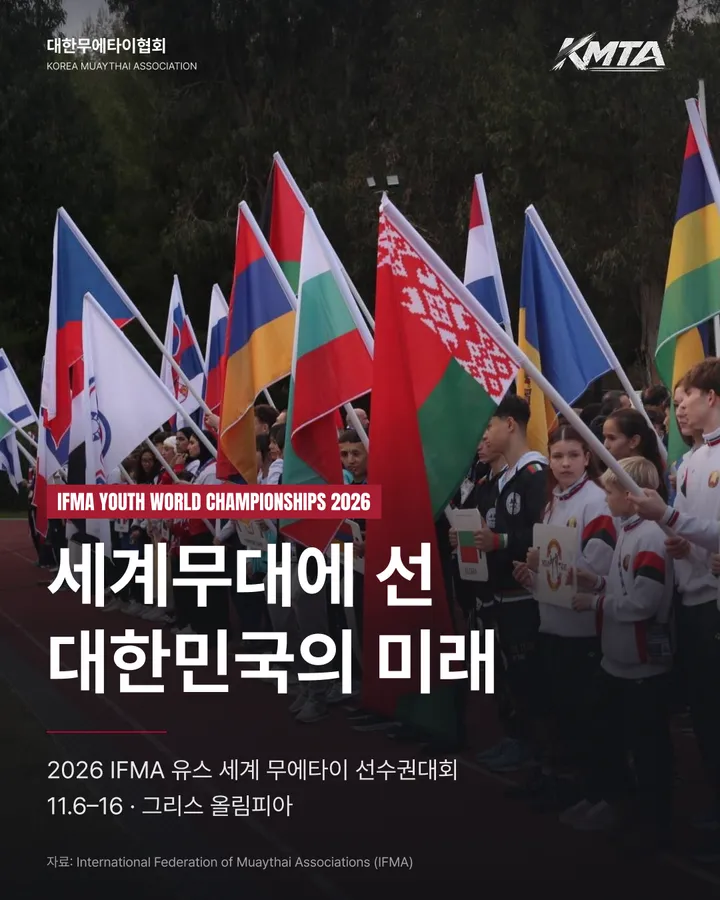 대한무에타이협회
KOREA MUAYTHAI ASSOCIATION
KMTA
IFMA YOUTH WORLD CHAMPIONSHIPS 2026
세계무대에 선
대한민국의 미래
2026 IFMA 유스 세계 무에타이 선수권대회
11.6–16 · 그리스 올림피아
자료: International Federation of Muaythai Associations (IFMA)